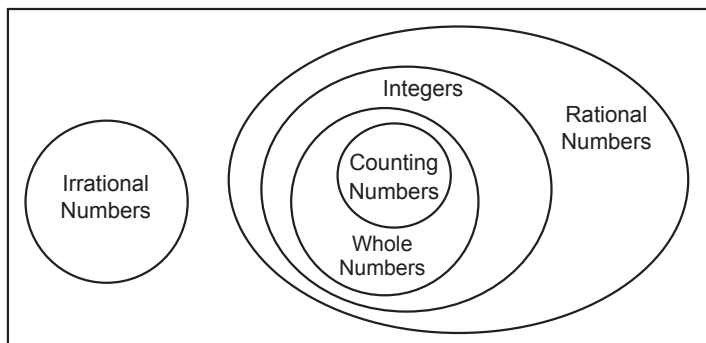 Irrational
Numbers
Integers
Counting
Numbers
Whole
Numbers
Rational
Numbers